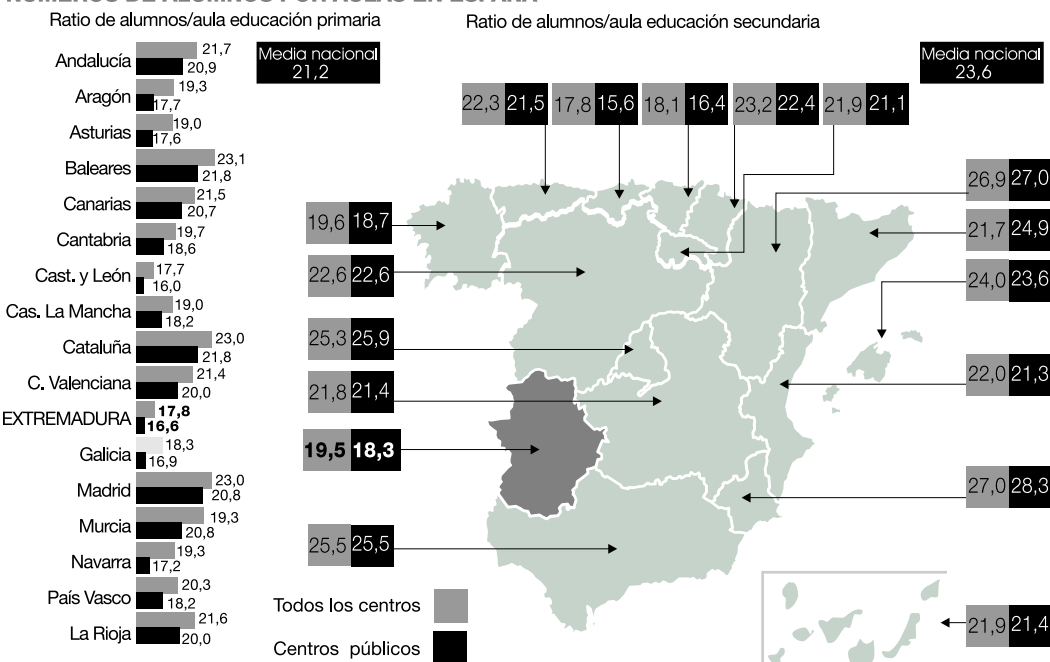 Ratio de alumnos/aula educación primaria
Andalucía 21,7
20,9
Aragón 19,3
17,7
Asturias 19,0
17,6
Baleares 23,1
21,8
Canarias 21,5
20,7
Cantabria 19,7
18,6
Cast. y León 17,7
16,0
Cas. La Mancha 19,0
18,2
Cataluña 23,0
21,8
C. Valenciana 21,4
20,0
EXTREMADURA 17,8
16,6
Galicia 18,3
16,9
Madrid 23,0
20,8
Murcia 19,3
20,8
Navarra 19,3
17,2
País Vasco 20,3
18,2
La Rioja 21,6
20,0
Media nacional
21,2
Ratio de alumnos/aula educación secundaria
Media nacional
23,6
22,3 21,5 17,8 15,6 18,1 16,4 23,2 22,4 21,9 21,1
19,6 18,7
22,6 22,6
25,3 25,9
21,8 21,4
19,5 18,3
25,5 25,5
26,9 27,0
21,7 24,9
24,0 23,6
22,0 21,3
27,0 28,3
21,9 21,4
Todos los centros
Centros públicos